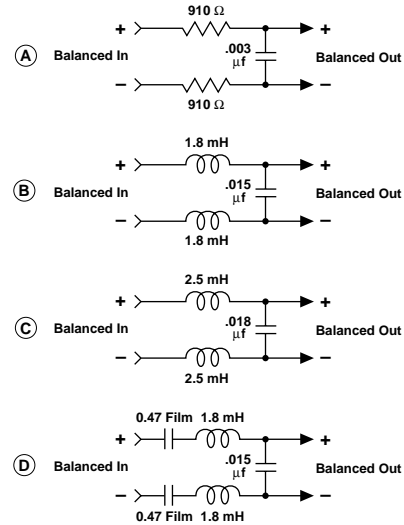 910 Ω
+ +
A Balanced In .003 μf Balanced Out
− −
910 Ω
1.8 mH
+ +
B Balanced In .015 μf Balanced Out
− −
1.8 mH
2.5 mH
+ +
C Balanced In .018 μf Balanced Out
− −
2.5 mH
0.47 Film 1.8 mH
+ +
D Balanced In .015 μf Balanced Out
− −
0.47 Film 1.8 mH